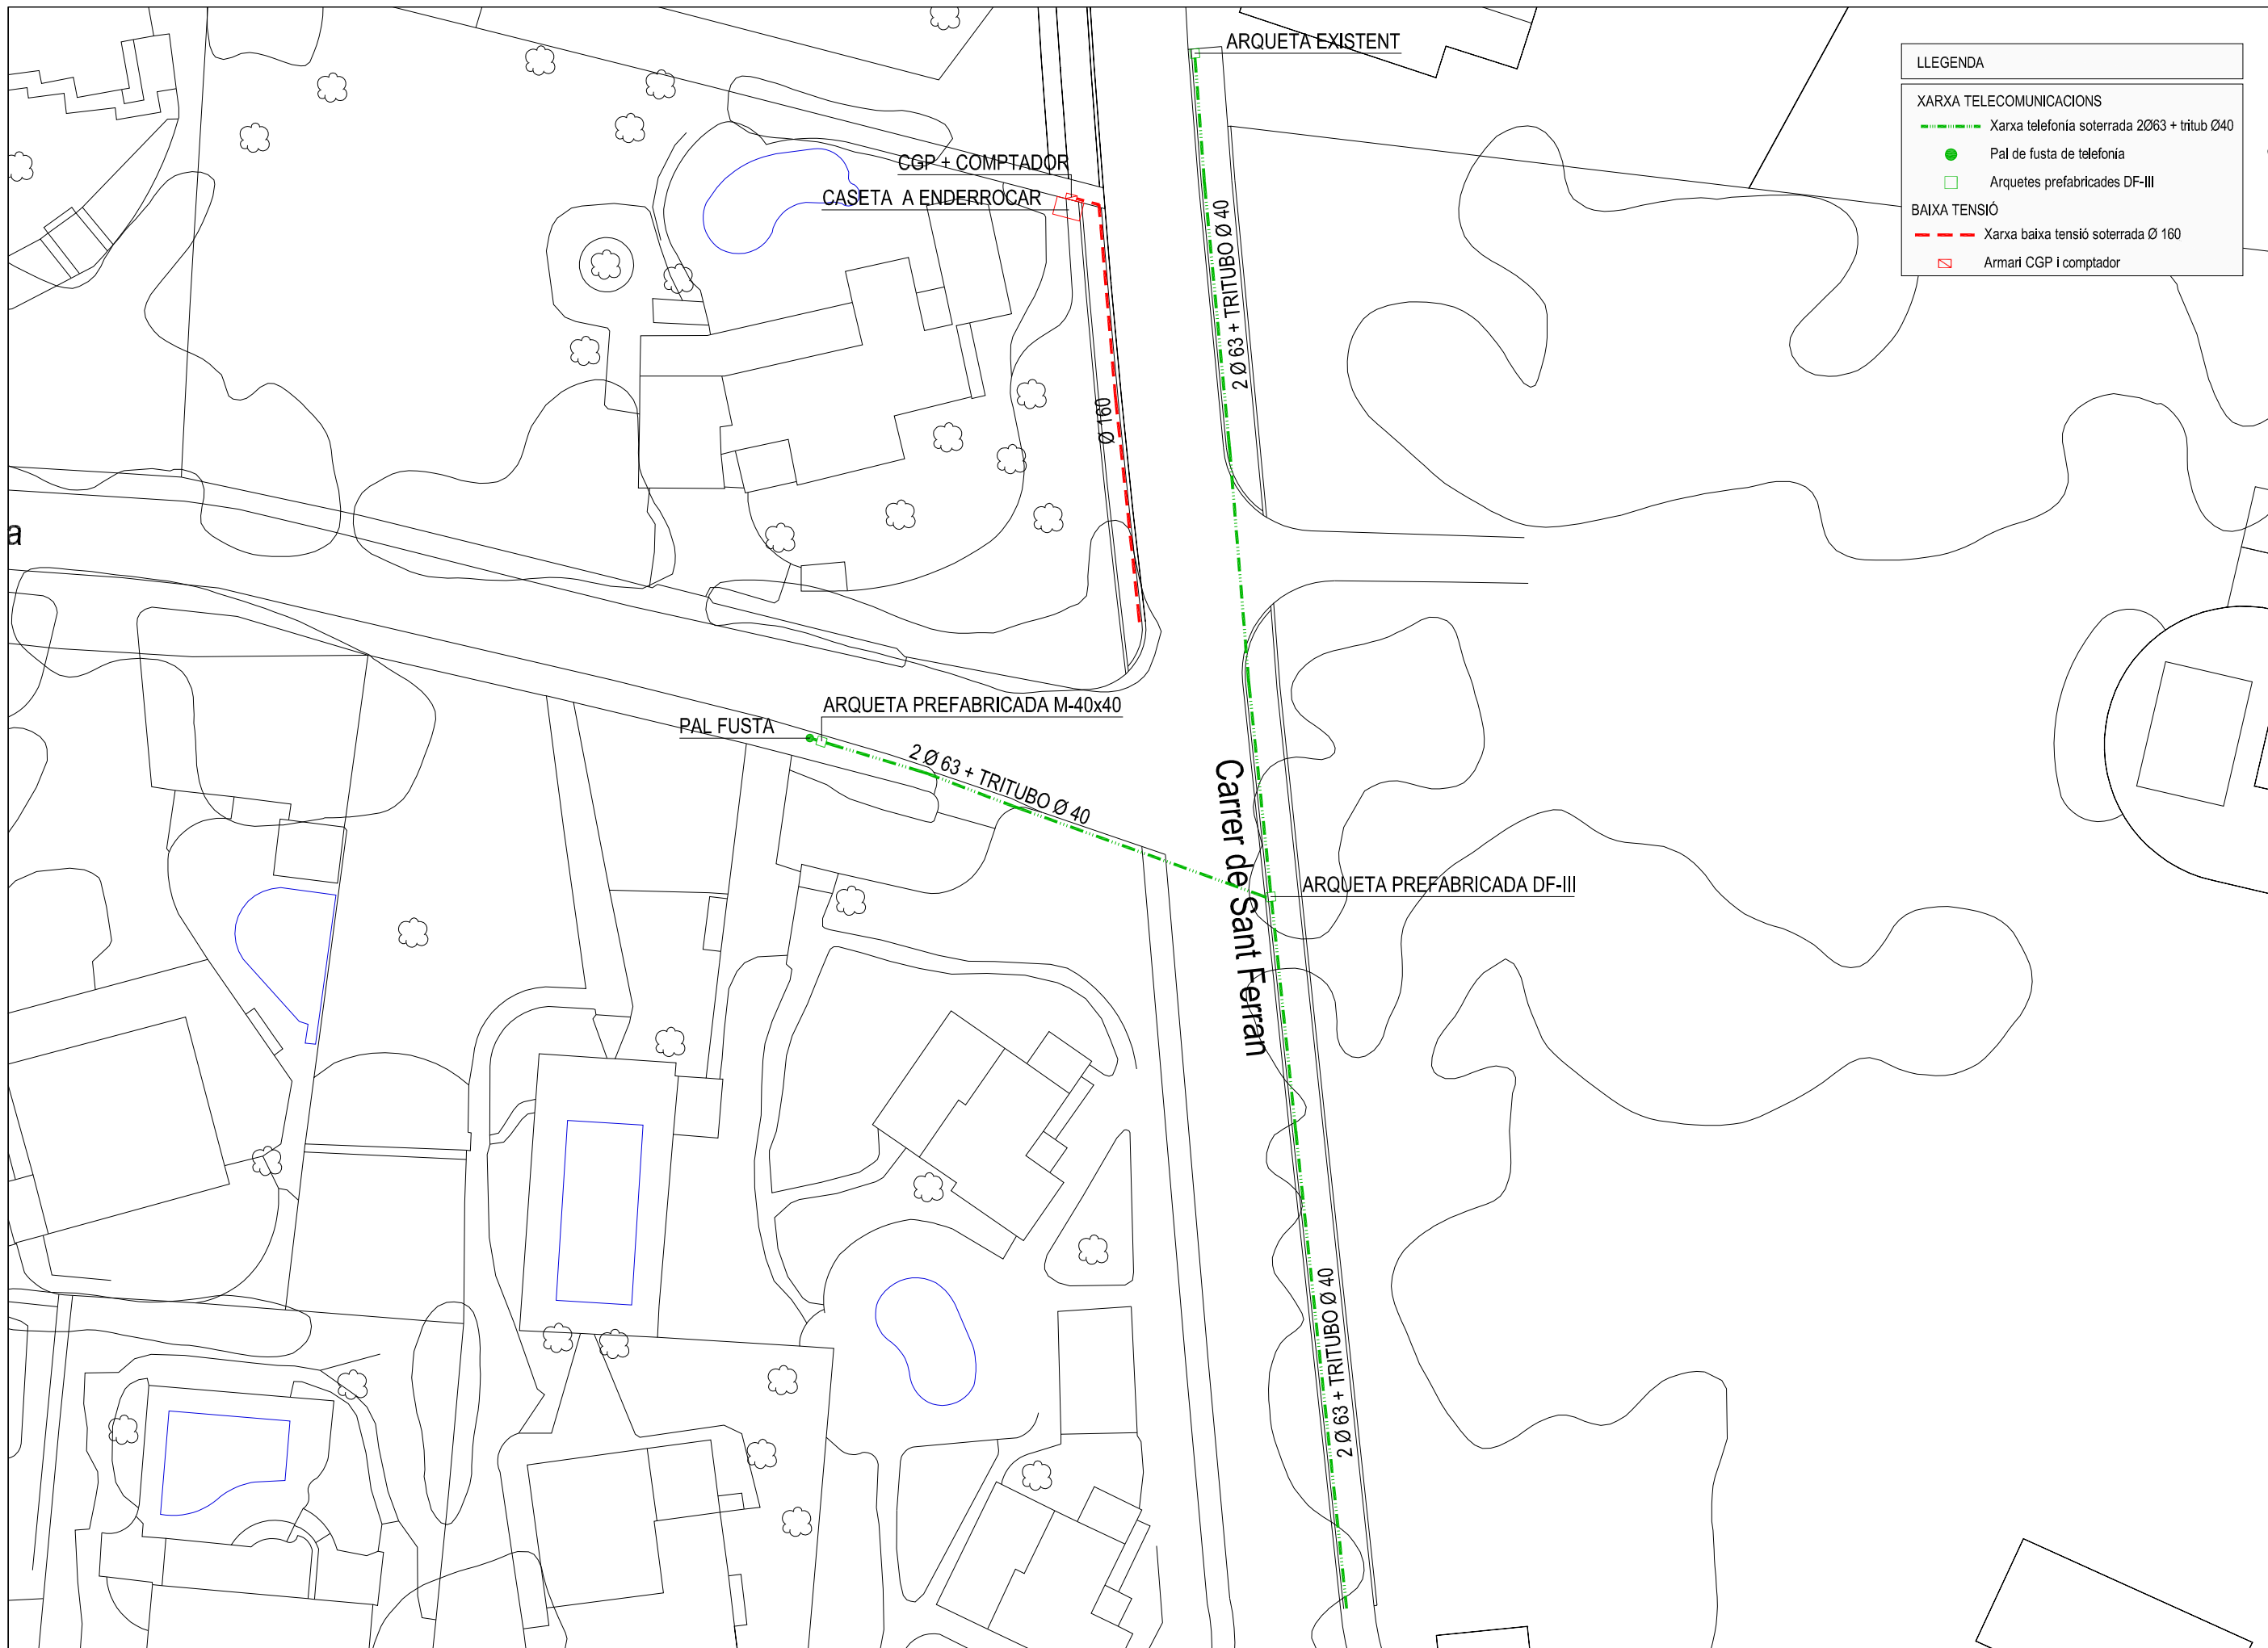 ARQUETA EXISTENT
LLEGENDA
XARXA TELECOMUNICACIONS
Xarxa telefonía soterrada 2Ø63 + tritub Ø40
Pal de fusta de telefonía
Arquetes prefabricades DF-III
BAIXA TENSIÓ
Xarxa baixa tensió soterrada Ø 160
Armari CGP i comptador
CGP + COMPTADOR
CASETA A ENDERROCAR
2 Ø 63 + TRITUBO Ø 40
Ø 160
a
ARQUETA PREFABRICADA M-40x40
PAL FUSTA
2 Ø 63 + TRITUBO Ø 40
Carrer de Sant Ferran
ARQUETA PREFABRICADA DF-III
2 Ø 63 + TRITUBO Ø 40